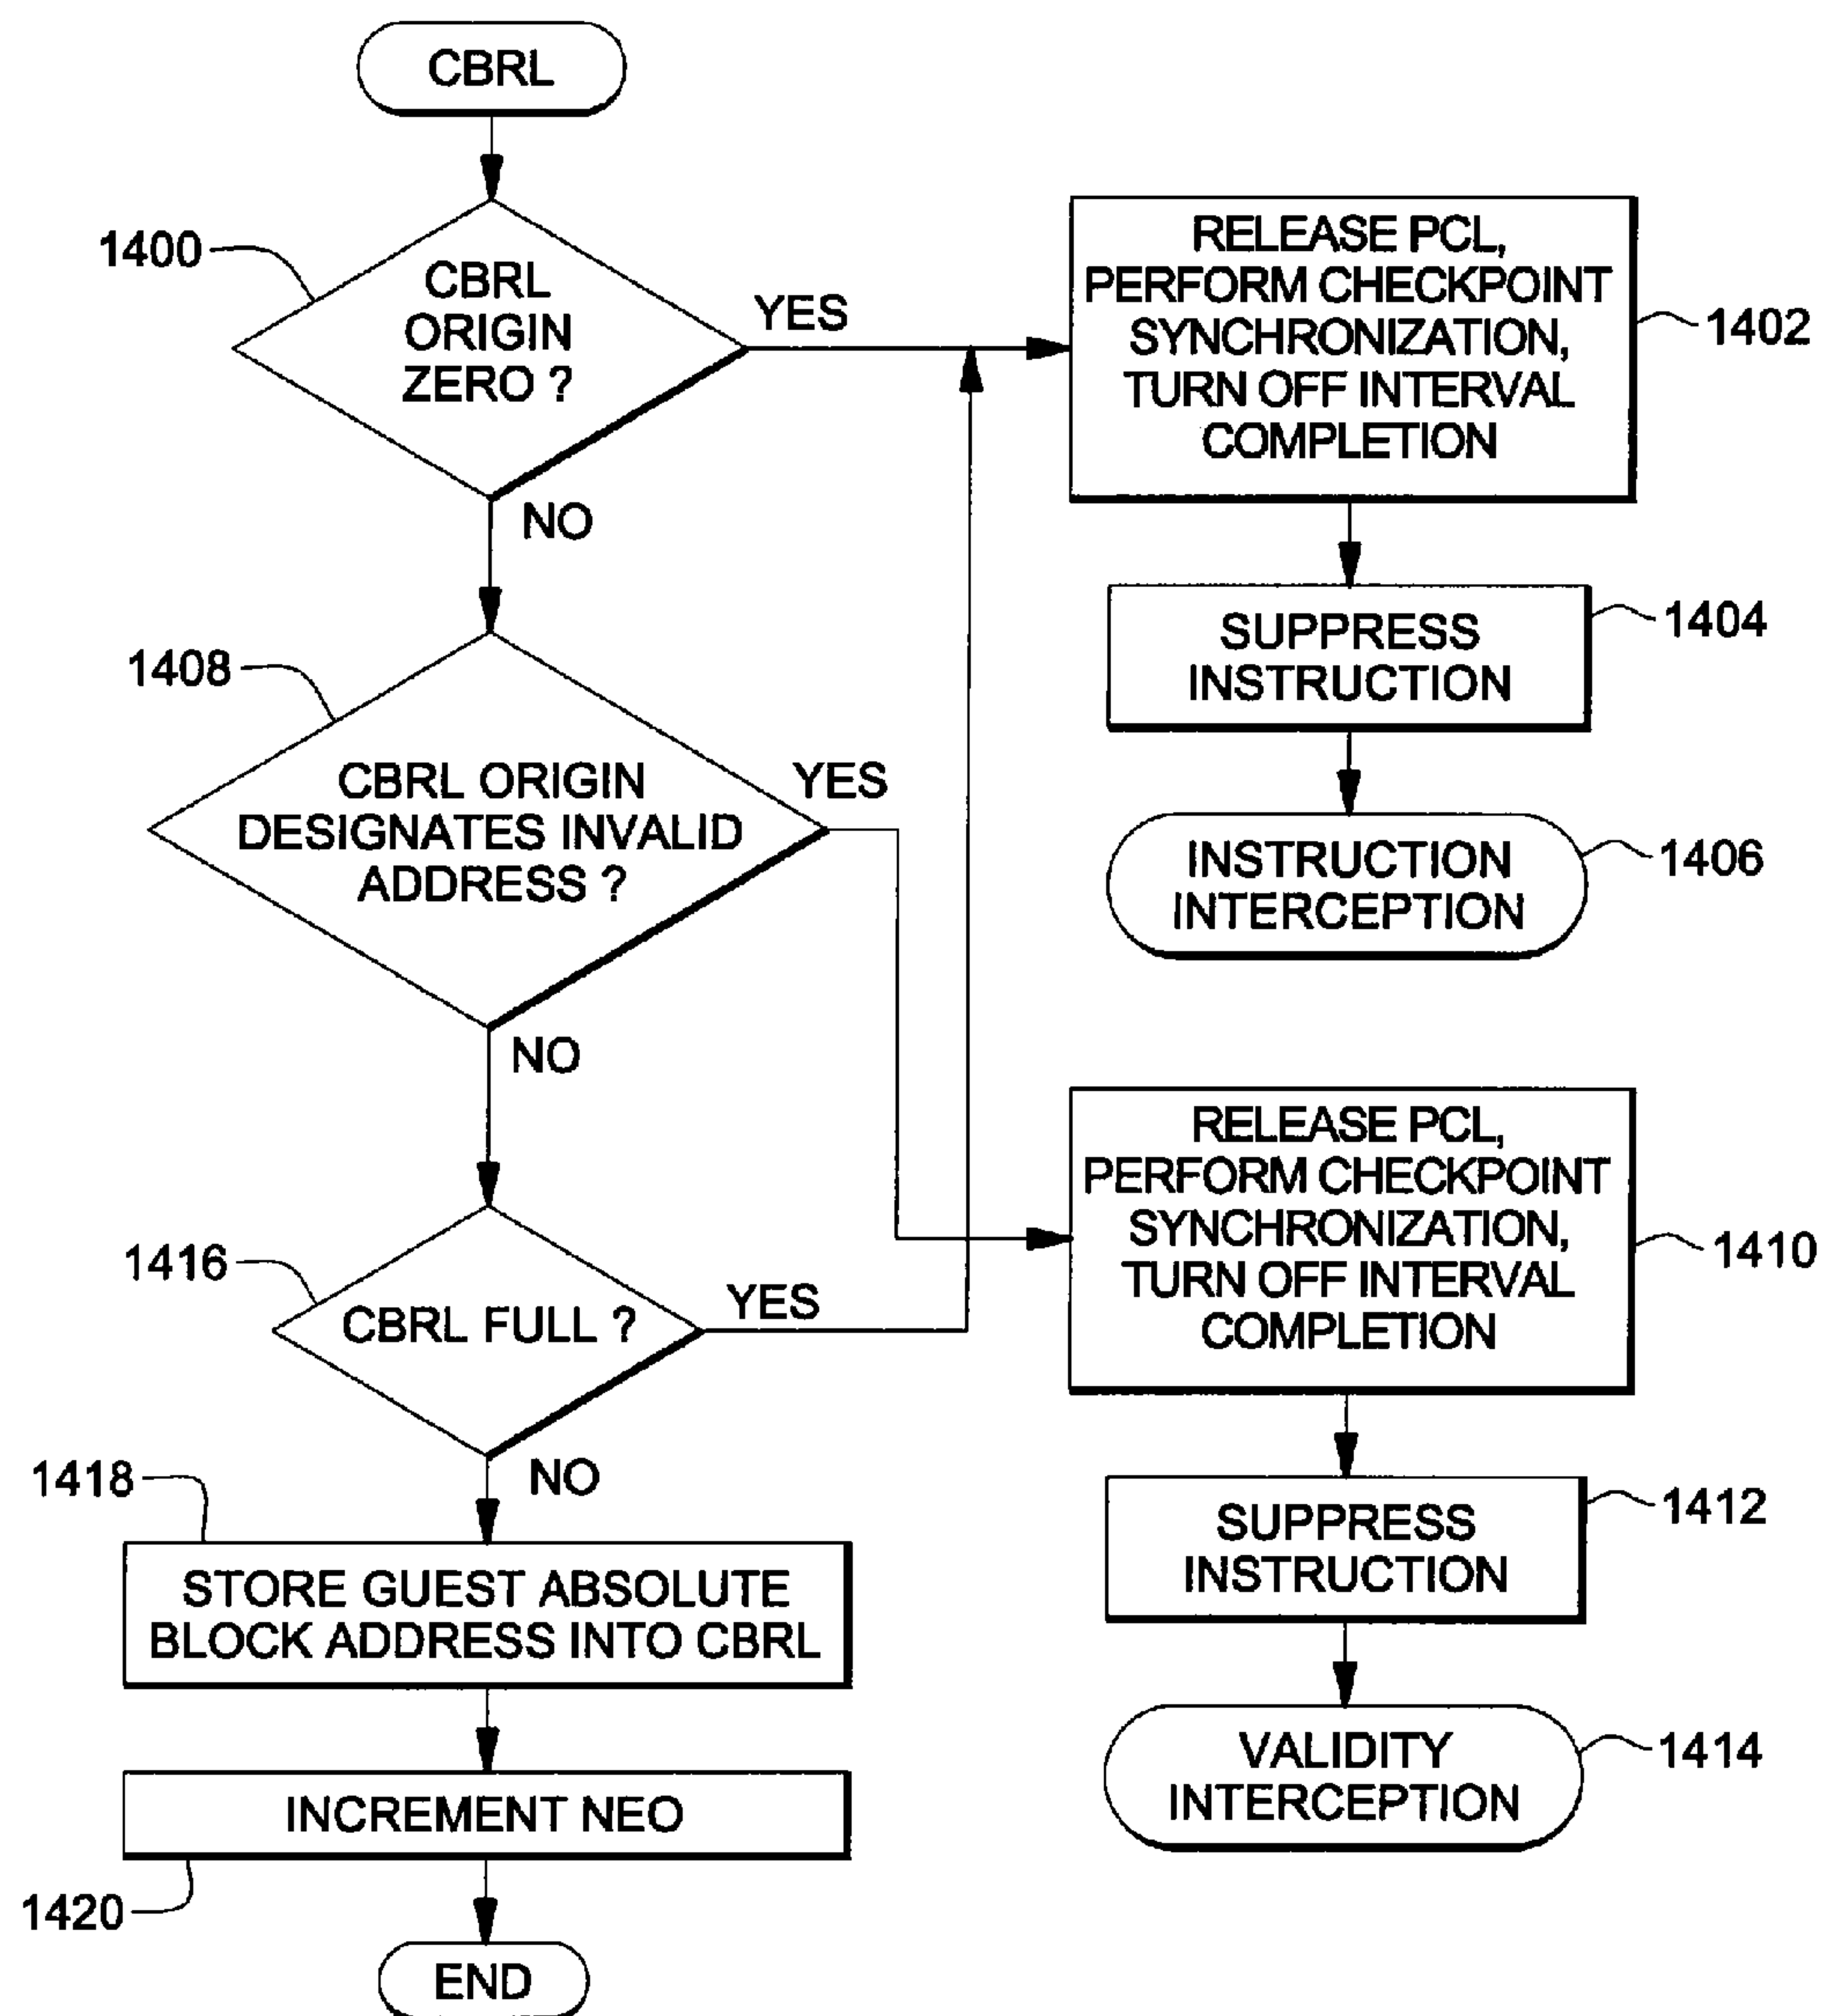 CBRL
1400
CBRL
ORIGIN
ZERO ?
YES
NO
RELEASE PCL,
PERFORM CHECKPOINT
SYNCHRONIZATION,
TURN OFF INTERVAL
COMPLETION
1402
SUPPRESS
INSTRUCTION
1404
INSTRUCTION
INTERCEPTION
1406
1408
CBRL ORIGIN
DESIGNATES INVALID
ADDRESS ?
YES
NO
RELEASE PCL,
PERFORM CHECKPOINT
SYNCHRONIZATION,
TURN OFF INTERVAL
COMPLETION
1410
SUPPRESS
INSTRUCTION
1412
VALIDITY
INTERCEPTION
1414
1416
CBRL FULL ?
YES
NO
1418
STORE GUEST ABSOLUTE
BLOCK ADDRESS INTO CBRL
INCREMENT NEO
1420
END